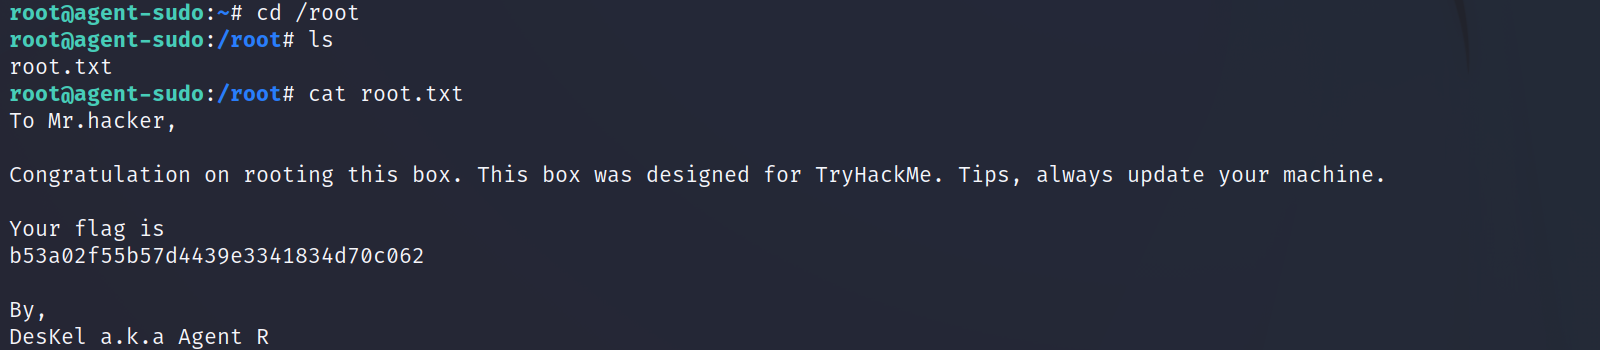 root@agent-sudo:~# cd /root
root@agent-sudo:/root# ls
root.txt
root@agent-sudo:/root# cat root.txt
To Mr.hacker,
Congratulation on rooting this box. This box was designed for TryHackMe. Tips, always update your machine.
Your flag is
b53a02f55b57d4439e3341834d70c062
By,
DesKel a.k.a Agent R